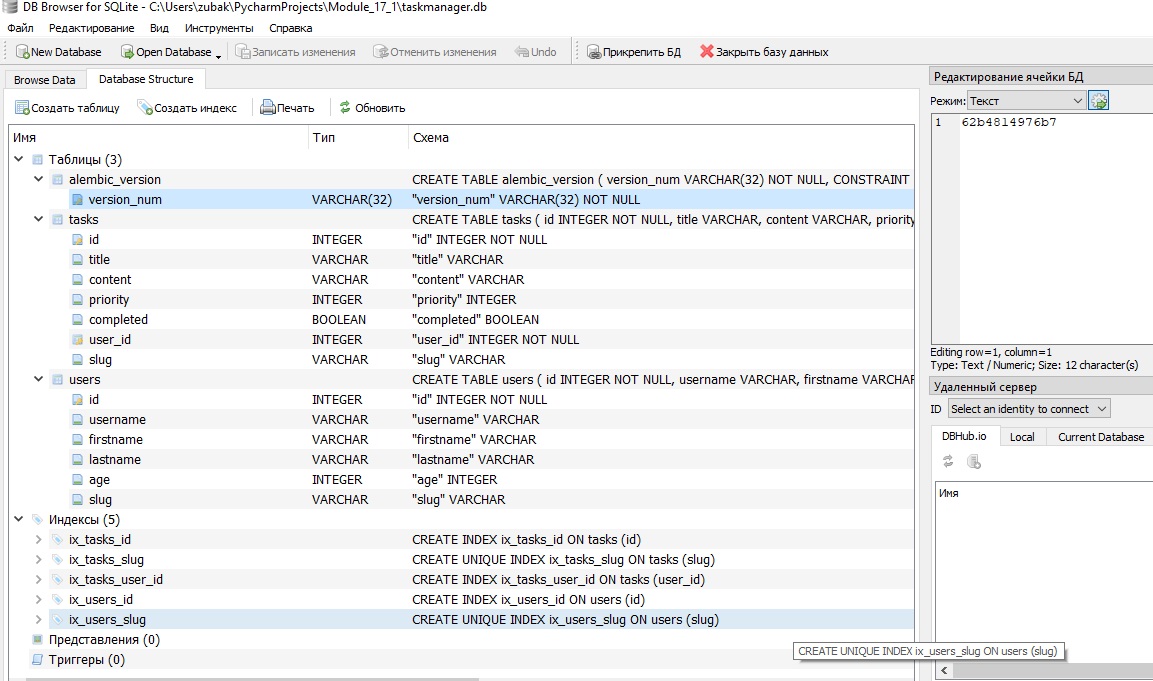 DB Browser for SQLite - C:\Users\zubak\PycharmProjects\Module_17_1\taskmanager.db
Файл Редактирование Вид Инструменты Справка
New Database Open Database Записать изменения Отменить изменения Undo Прикрепить БД Закрыть базу данных
Browse Data Database Structure
Создать таблицу Создать индекс Печать Обновить
Имя Тип Схема
Таблицы (3)
alembic_version CREATE TABLE alembic_version ( version_num VARCHAR(32) NOT NULL, CONSTRAINT
version_num VARCHAR(32) "version_num" VARCHAR(32) NOT NULL
tasks CREATE TABLE tasks ( id INTEGER NOT NULL, title VARCHAR, content VARCHAR, priority
id INTEGER "id" INTEGER NOT NULL
title VARCHAR "title" VARCHAR
content VARCHAR "content" VARCHAR
priority INTEGER "priority" INTEGER
completed BOOLEAN "completed" BOOLEAN
user_id INTEGER "user_id" INTEGER NOT NULL
slug VARCHAR "slug" VARCHAR
users CREATE TABLE users ( id INTEGER NOT NULL, username VARCHAR, firstname VARCHAR
id INTEGER "id" INTEGER NOT NULL
username VARCHAR "username" VARCHAR
firstname VARCHAR "firstname" VARCHAR
lastname VARCHAR "lastname" VARCHAR
age INTEGER "age" INTEGER
slug VARCHAR "slug" VARCHAR
Индексы (5)
ix_tasks_id CREATE INDEX ix_tasks_id ON tasks (id)
ix_tasks_slug CREATE UNIQUE INDEX ix_tasks_slug ON tasks (slug)
ix_tasks_user_id CREATE INDEX ix_tasks_user_id ON tasks (user_id)
ix_users_id CREATE INDEX ix_users_id ON users (id)
ix_users_slug CREATE UNIQUE INDEX ix_users_slug ON users (slug)
Представления (0)
Триггеры (0)
CREATE UNIQUE INDEX ix_users_slug ON users (slug)
Редактирование ячейки БД
Режим: Текст
1 62b4814976b7
Editing row=1, column=1
Type: Text / Numeric; Size: 12 character(s)
Удаленный сервер
ID Select an identity to connect
DBHub.io Local Current Database
Имя